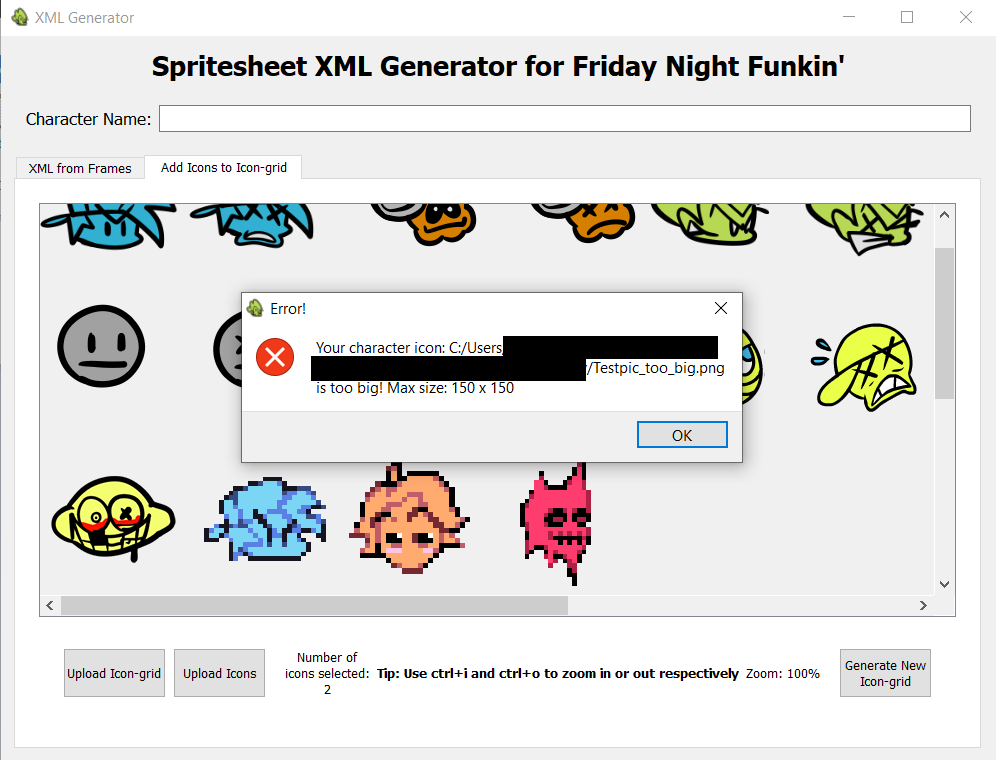 XML Generator
Spritesheet XML Generator for Friday Night Funkin'
Character Name:
XML from Frames
Add Icons to Icon-grid
Error!
Your character icon: C:/Users
/Testpic_too_big.png
is too big! Max size: 150 x 150
OK
Upload Icon-grid
Upload Icons
Number of
icons selected:
2
Tip: Use ctrl+i and ctrl+o to zoom in or out respectively
Zoom: 100%
Generate New
Icon-grid